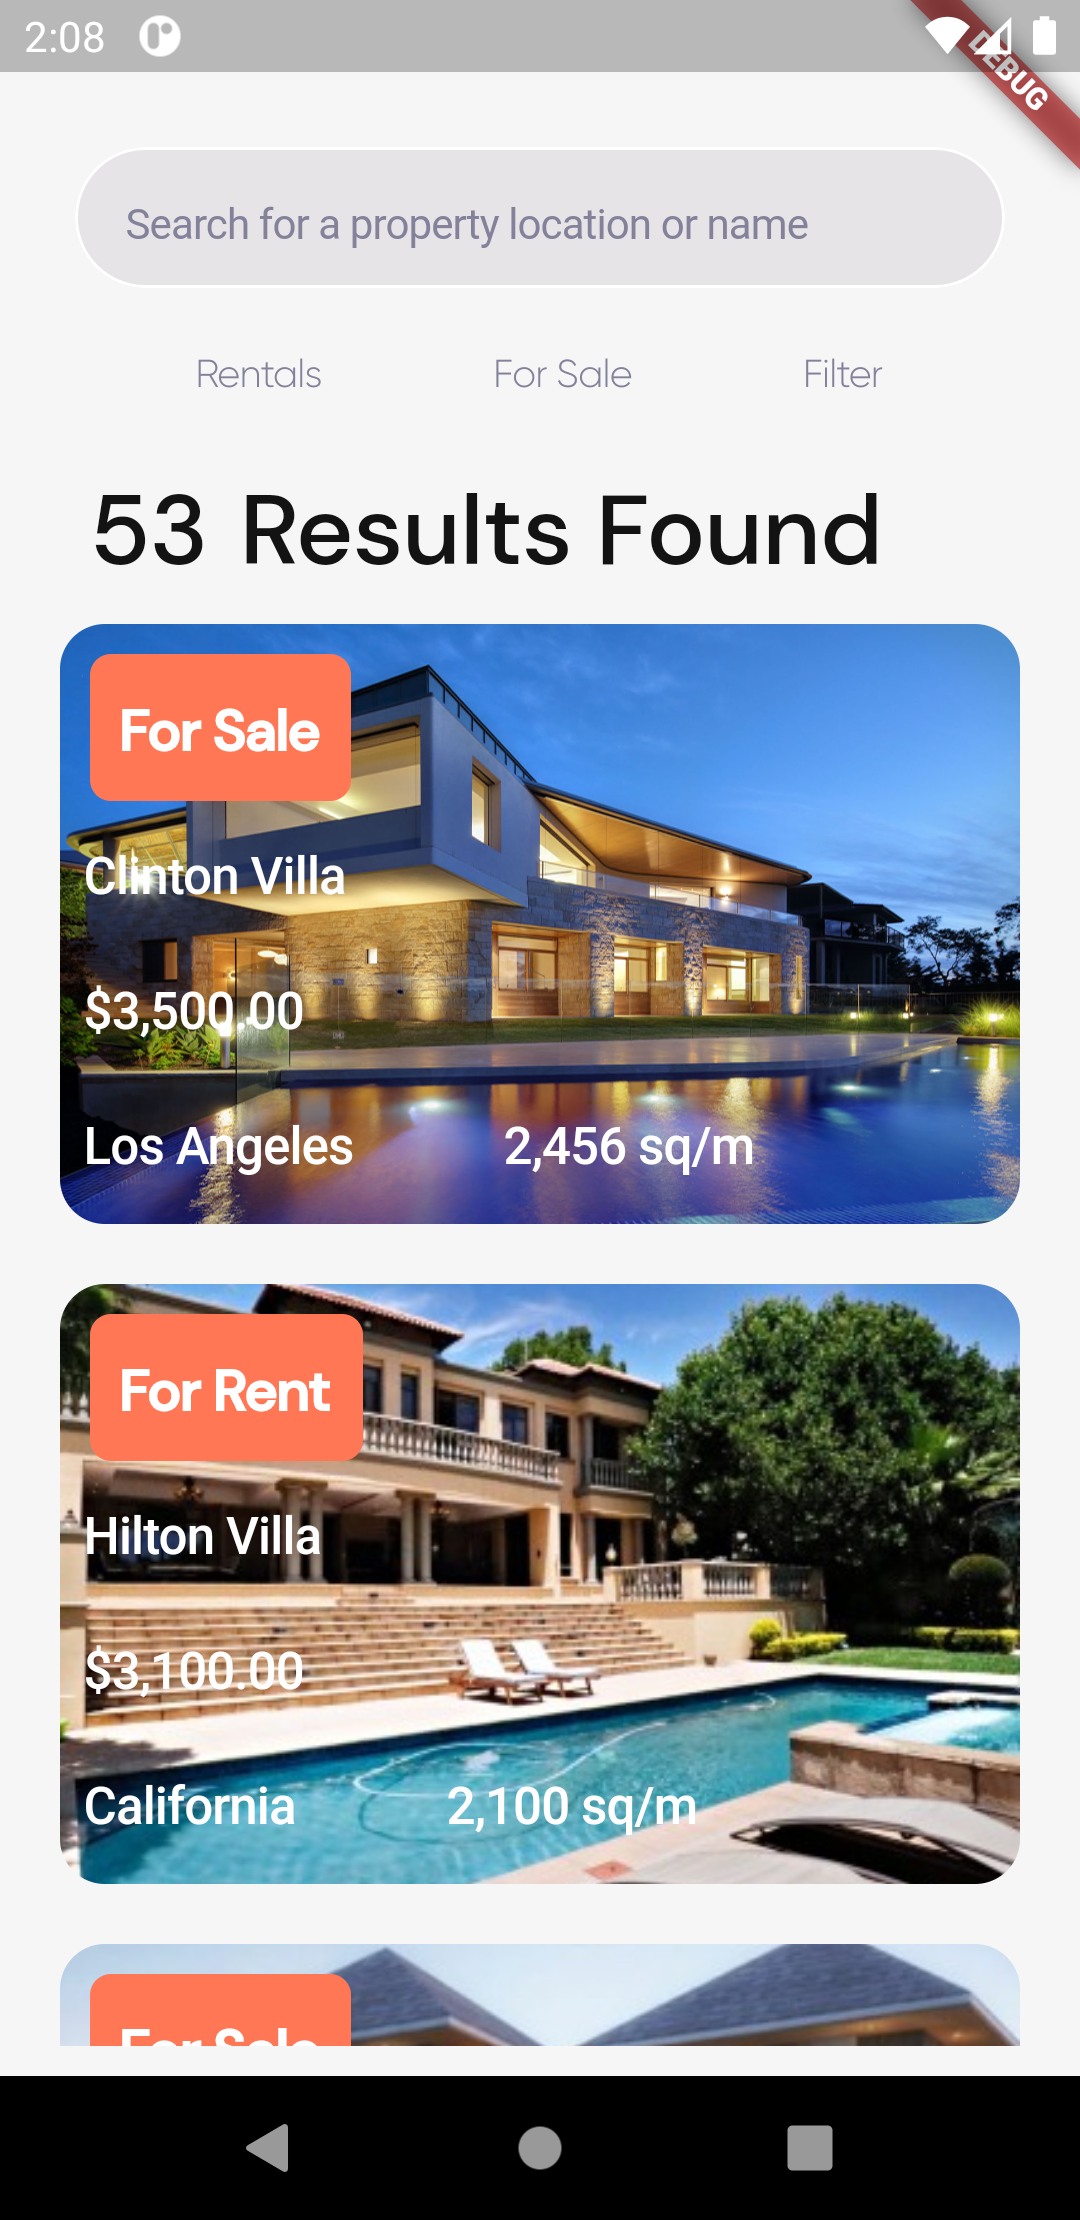 2:08
DEBUG
Search for a property location or name
Rentals For Sale Filter
53 Results Found
For Sale
Clinton Villa
$3,500.00
Los Angeles 2,456 sq/m
For Rent
Hilton Villa
$3,100.00
California 2,100 sq/m
For Sale